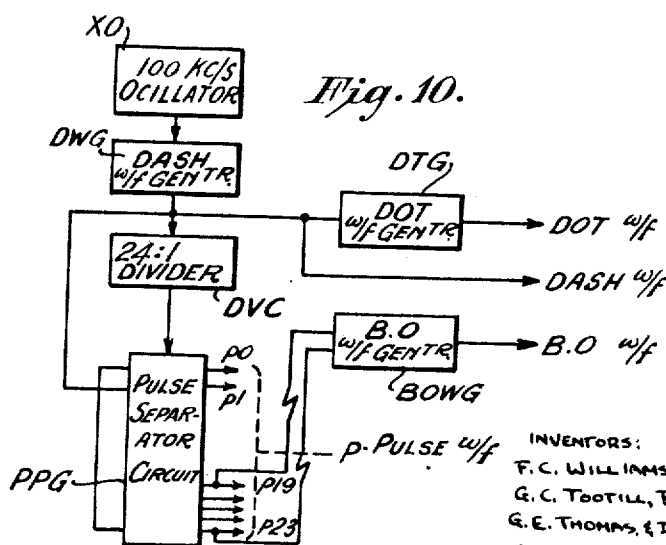 XO
100 KC/S
OCILLATOR
Fig. 10.
DWG
DASH
w/f GENTR.
DTG
DOT
w/f GENTR.
DOT w/f
24:1
DIVIDER
DASH w/f
DVC
B.O
w/f GENTR.
B.O w/f
BOWG
PULSE
SEPAR-
ATOR
CIRCUIT
p0
p1
P-PULSE w/f
PPG
p19
p23
INVENTORS:
F.C. WILLIAMS
G.C. TOOTILL,
G.E. THOMAS, &